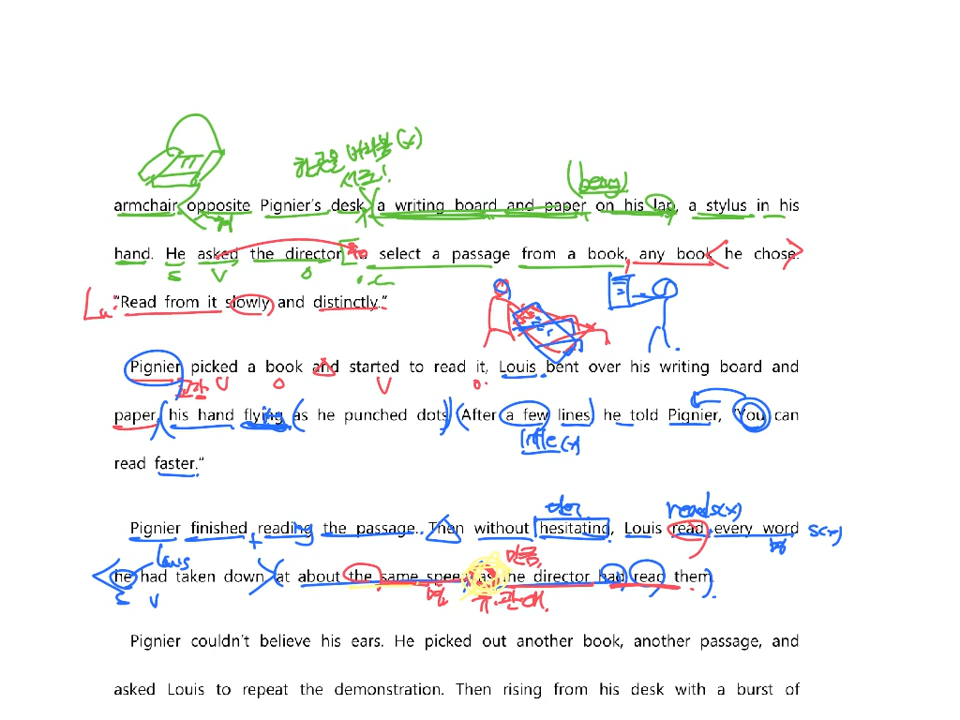 (x)
(being)
armchair opposite Pignier's desk, a writing board and paper on his lap, a stylus in his
hand. He asked the director to select a passage from a book, any book he chose.
S V O O.C
"Read from it slowly and distinctly."
Pignier picked a book and started to read it, Louis bent over his writing board and
V O V O
paper, his hand flying as he punched dots. After a few lines he told Pignier, "You can
little (x)
read faster."
reads(x)
Pignier finished reading the passage. Then without hesitating, Louis read every word
S(x)
he had taken down at about the same speed as the director had read them.
S V
Pignier couldn't believe his ears. He picked out another book, another passage, and
asked Louis to repeat the demonstration. Then rising from his desk with a burst of